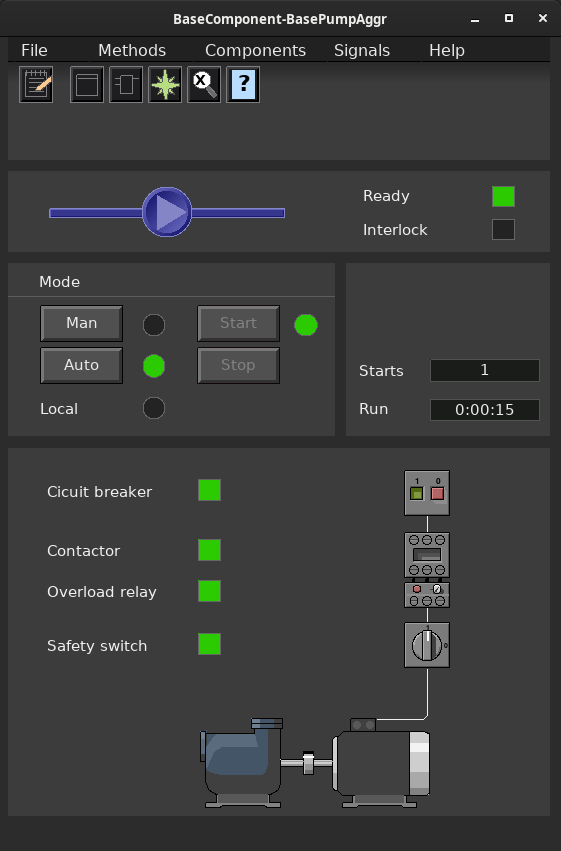 BaseComponent-BasePumpAggr
File Methods Components Signals Help
X ?
Ready
Interlock
Mode
Man Start
Auto Stop
Local
Starts 1
Run 0:00:15
Cicuit breaker
1 0
Contactor
Overload relay
Safety switch